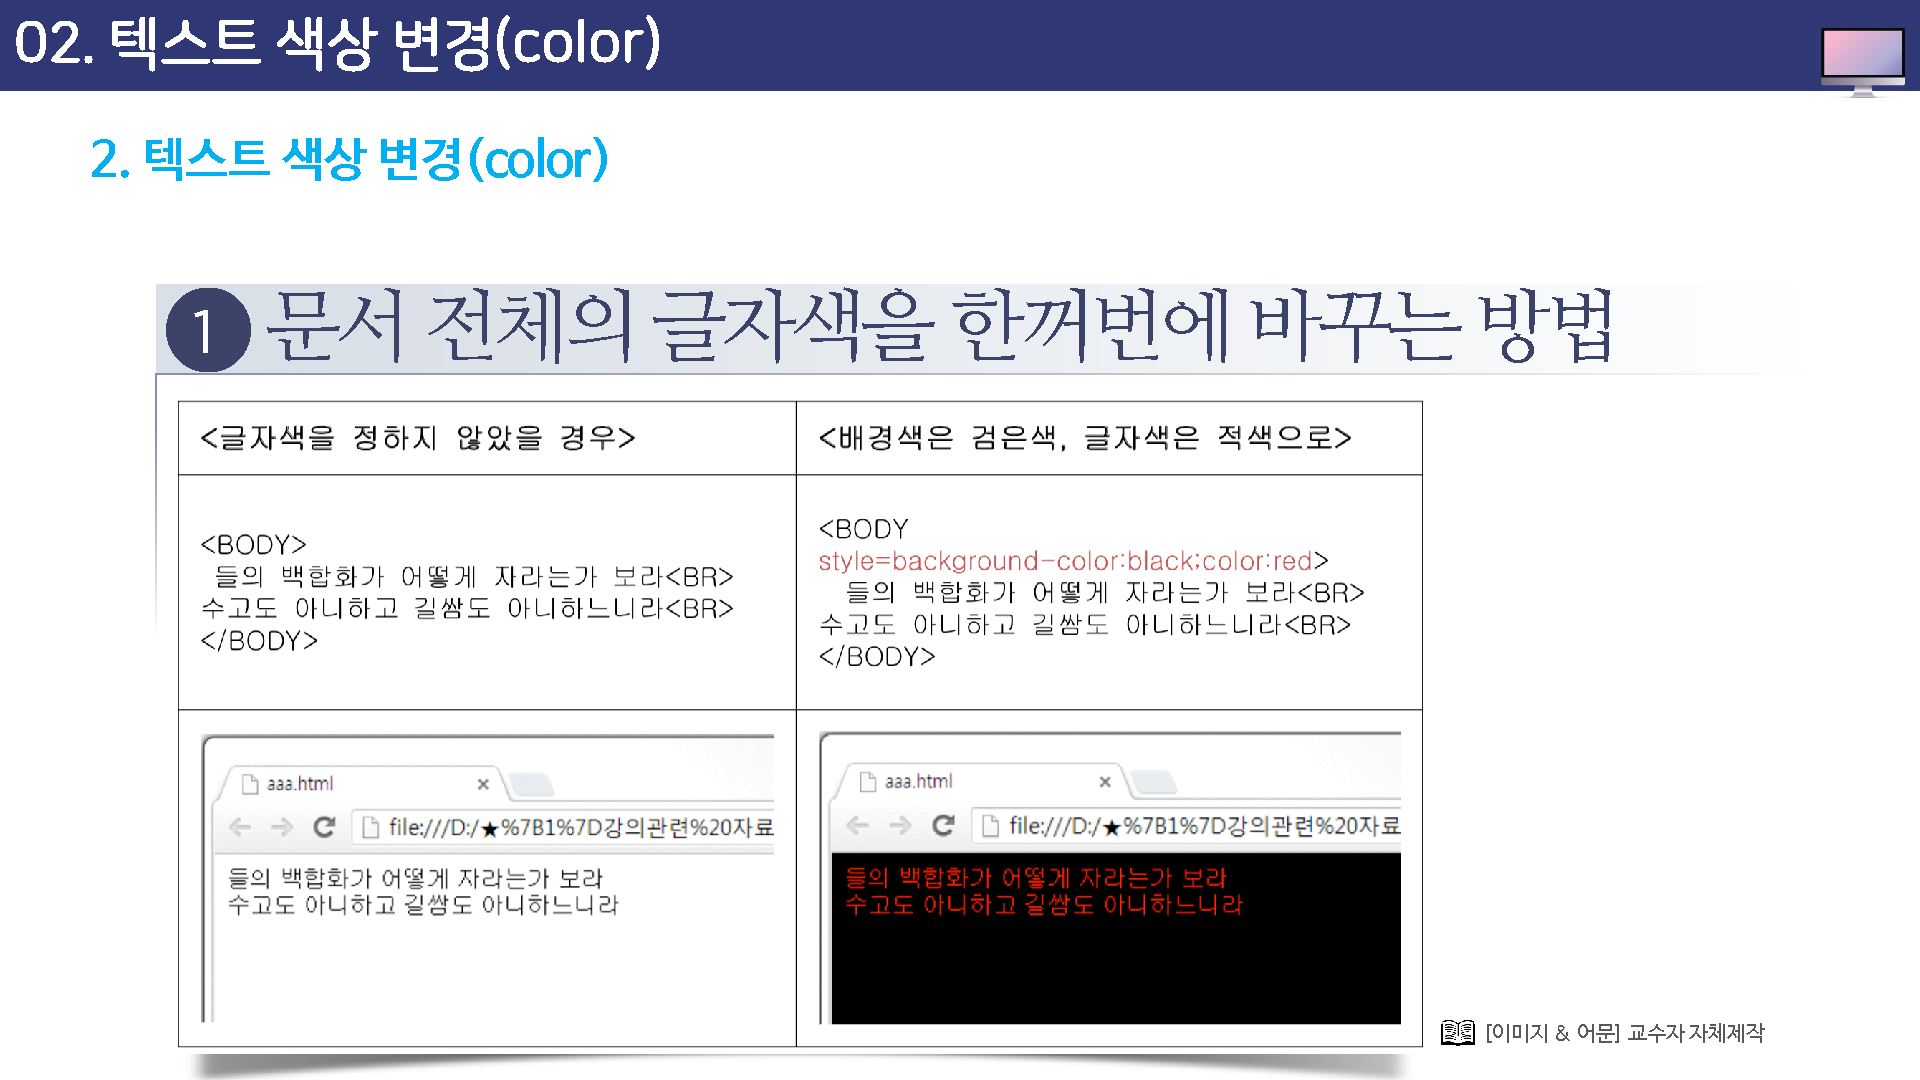 02. 텍스트 색상 변경(color)
2. 텍스트 색상 변경(color)
1 문서 전체의 글자색을 한꺼번에 바꾸는 방법
<글자색을 정하지 않았을 경우>
<BODY>
들의 백합화가 어떻게 자라는가 보라<BR>
수고도 아니하고 길쌈도 아니하느니라<BR>
</BODY>
<배경색은 검은색, 글자색은 적색으로>
<BODY
style=background-color:black;color:red>
들의 백합화가 어떻게 자라는가 보라<BR>
수고도 아니하고 길쌈도 아니하느니라<BR>
</BODY>
aaa.html
file:///D:/★%7B1%7D강의관련%20자료
들의 백합화가 어떻게 자라는가 보라
수고도 아니하고 길쌈도 아니하느니라
aaa.html
file:///D:/★%7B1%7D강의관련%20자료
들의 백합화가 어떻게 자라는가 보라
수고도 아니하고 길쌈도 아니하느니라
[이미지 & 어문] 교수자 자체제작